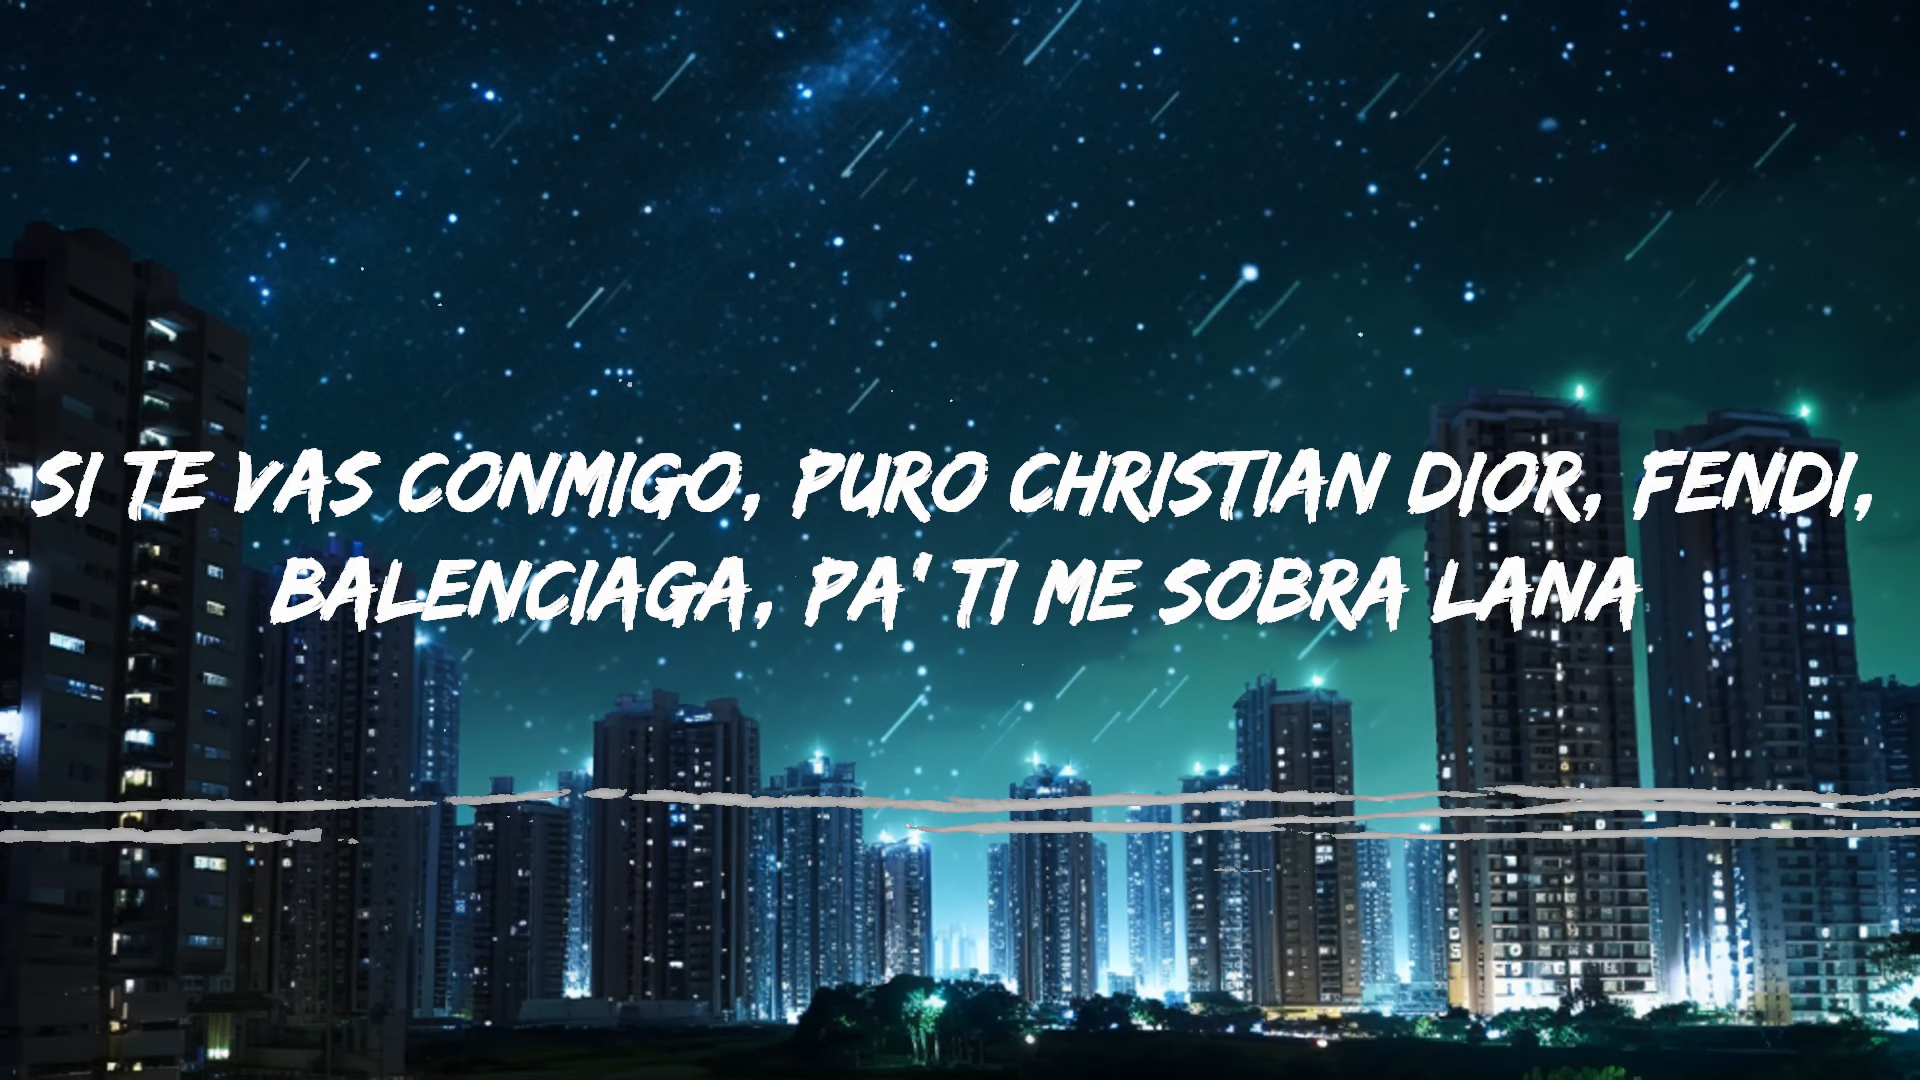 SI TE VAS CONMIGO, PURO CHRISTIAN DIOR, FENDI,
BALENCIAGA, PA' TI ME SOBRA LANA